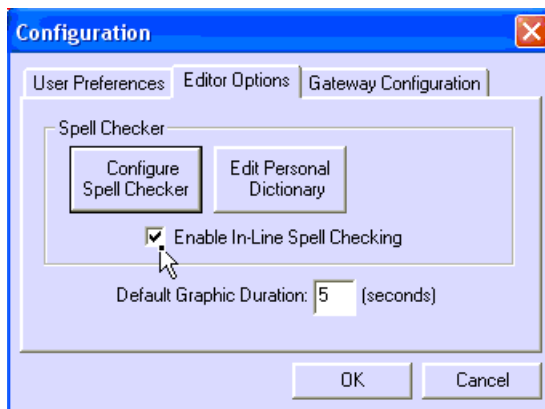 Configuration
User Preferences Editor Options Gateway Configuration
Spell Checker
Configure Spell Checker
Edit Personal Dictionary
Enable In-Line Spell Checking
Default Graphic Duration: 5 (seconds)
OK Cancel